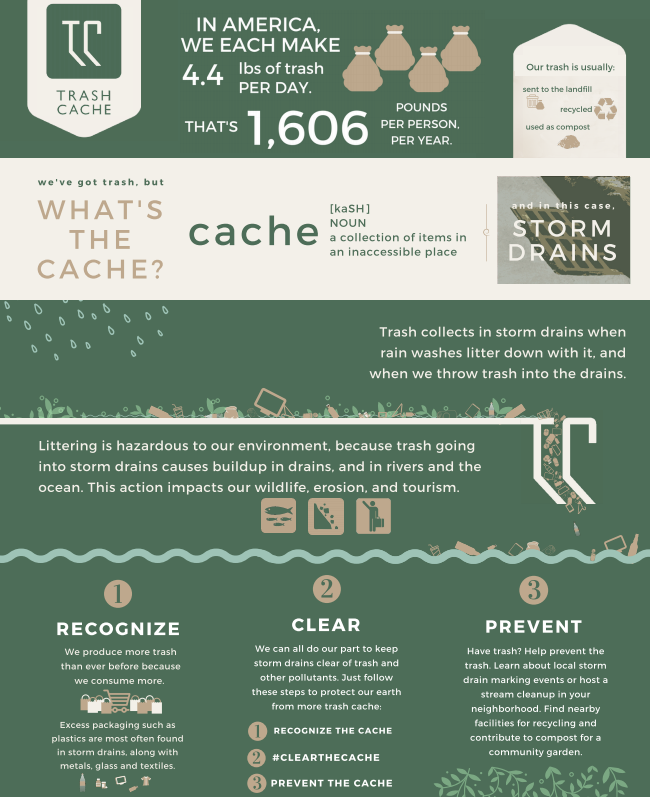 TC
TRASH
CACHE
IN AMERICA,
WE EACH MAKE
4.4 lbs of trash
PER DAY.
THAT'S 1,606
POUNDS
PER PERSON,
PER YEAR.
Our trash is usually:
sent to the landfill
recycled
used as compost
we've got trash, but
WHAT'S
THE
CACHE?
cache
[kaSH]
NOUN
a collection of items in
an inaccessible place
and in this case,
STORM
DRAINS
Trash collects in storm drains when
rain washes litter down with it, and
when we throw trash into the drains.
Littering is hazardous to our environment, because trash going
into storm drains causes buildup in drains, and in rivers and the
ocean. This action impacts our wildlife, erosion, and tourism.
TC
1
RECOGNIZE
We produce more trash
than ever before because
we consume more.
Excess packaging such as
plastics are most often found
in storm drains, along with
metals, glass and textiles.
2
CLEAR
We can all do our part to keep
storm drains clear of trash and
other pollutants. Just follow
these steps to protect our earth
from more trash cache:
1 RECOGNIZE THE CACHE
2 #CLEARTHECACHE
3 PREVENT THE CACHE
3
PREVENT
Have trash? Help prevent the
trash. Learn about local storm
drain marking events or host a
stream cleanup in your
neighborhood. Find nearby
facilities for recycling and
contribute to compost for a
community garden.